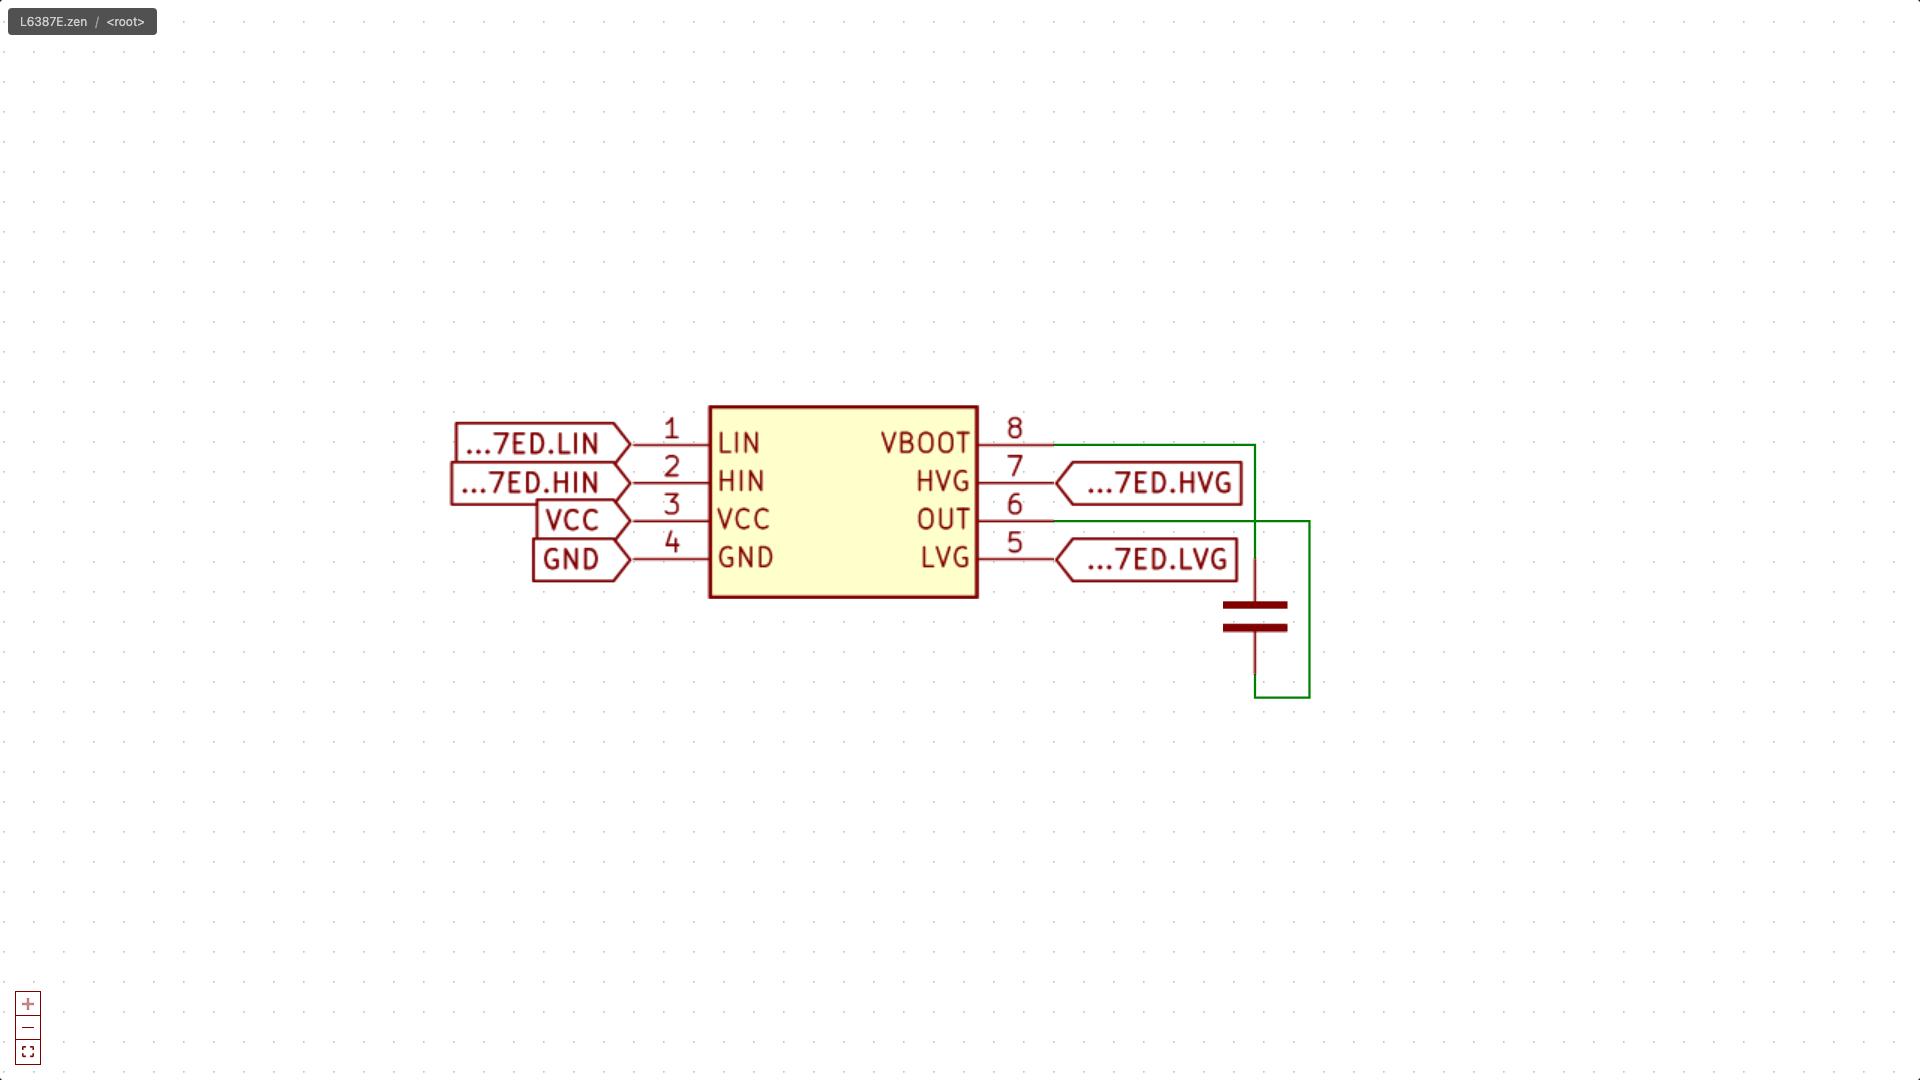 L6387E.zen / <root>
...7ED.LIN 1 LIN VBOOT 8
...7ED.HIN 2 HIN HVG 7 ...7ED.HVG
VCC 3 VCC OUT 6
GND 4 GND LVG 5 ...7ED.LVG